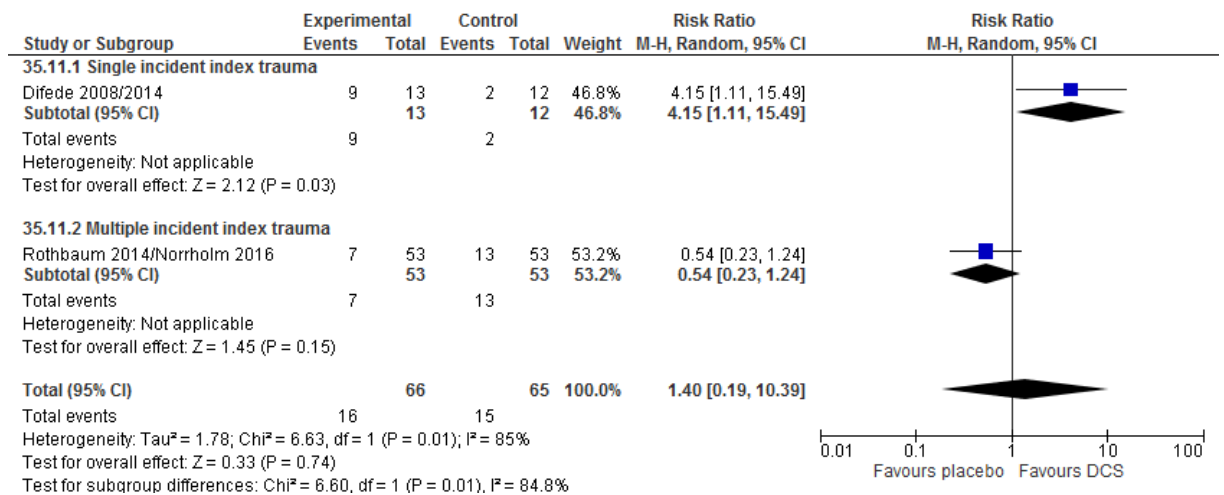 Experimental Control Risk Ratio Risk Ratio
Study or Subgroup Events Total Events Total Weight M-H, Random, 95% CI M-H, Random, 95% CI
35.11.1 Single incident index trauma
Difede 2008/2014 9 13 2 12 46.8% 4.15 [1.11, 15.49]
Subtotal (95% CI) 13 12 46.8% 4.15 [1.11, 15.49]
Total events 9 2
Heterogeneity: Not applicable
Test for overall effect: Z = 2.12 (P = 0.03)
35.11.2 Multiple incident index trauma
Rothbaum 2014/Norrholm 2016 7 53 13 53 53.2% 0.54 [0.23, 1.24]
Subtotal (95% CI) 53 53 53.2% 0.54 [0.23, 1.24]
Total events 7 13
Heterogeneity: Not applicable
Test for overall effect: Z = 1.45 (P = 0.15)
Total (95% CI) 66 65 100.0% 1.40 [0.19, 10.39]
Total events 16 15
Heterogeneity: Tau² = 1.78; Chi² = 6.63, df = 1 (P = 0.01); I² = 85%
Test for overall effect: Z = 0.33 (P = 0.74)
Test for subgroup differences: Chi² = 6.60, df = 1 (P = 0.01), I² = 84.8%
0.01 0.1 1 10 100
Favours placebo Favours DCS